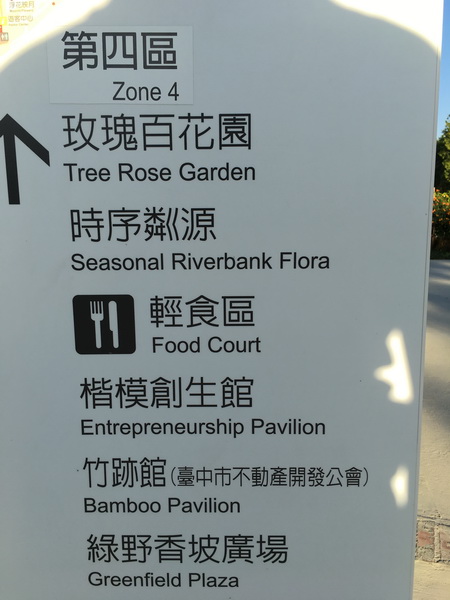 第四區
Zone 4
玫瑰百花園
Tree Rose Garden
時序粼源
Seasonal Riverbank Flora
輕食區
Food Court
楷模創生館
Entrepreneurship Pavilion
竹跡館(臺中市不動產開發公會)
Bamboo Pavilion
綠野香坡廣場
Greenfield Plaza